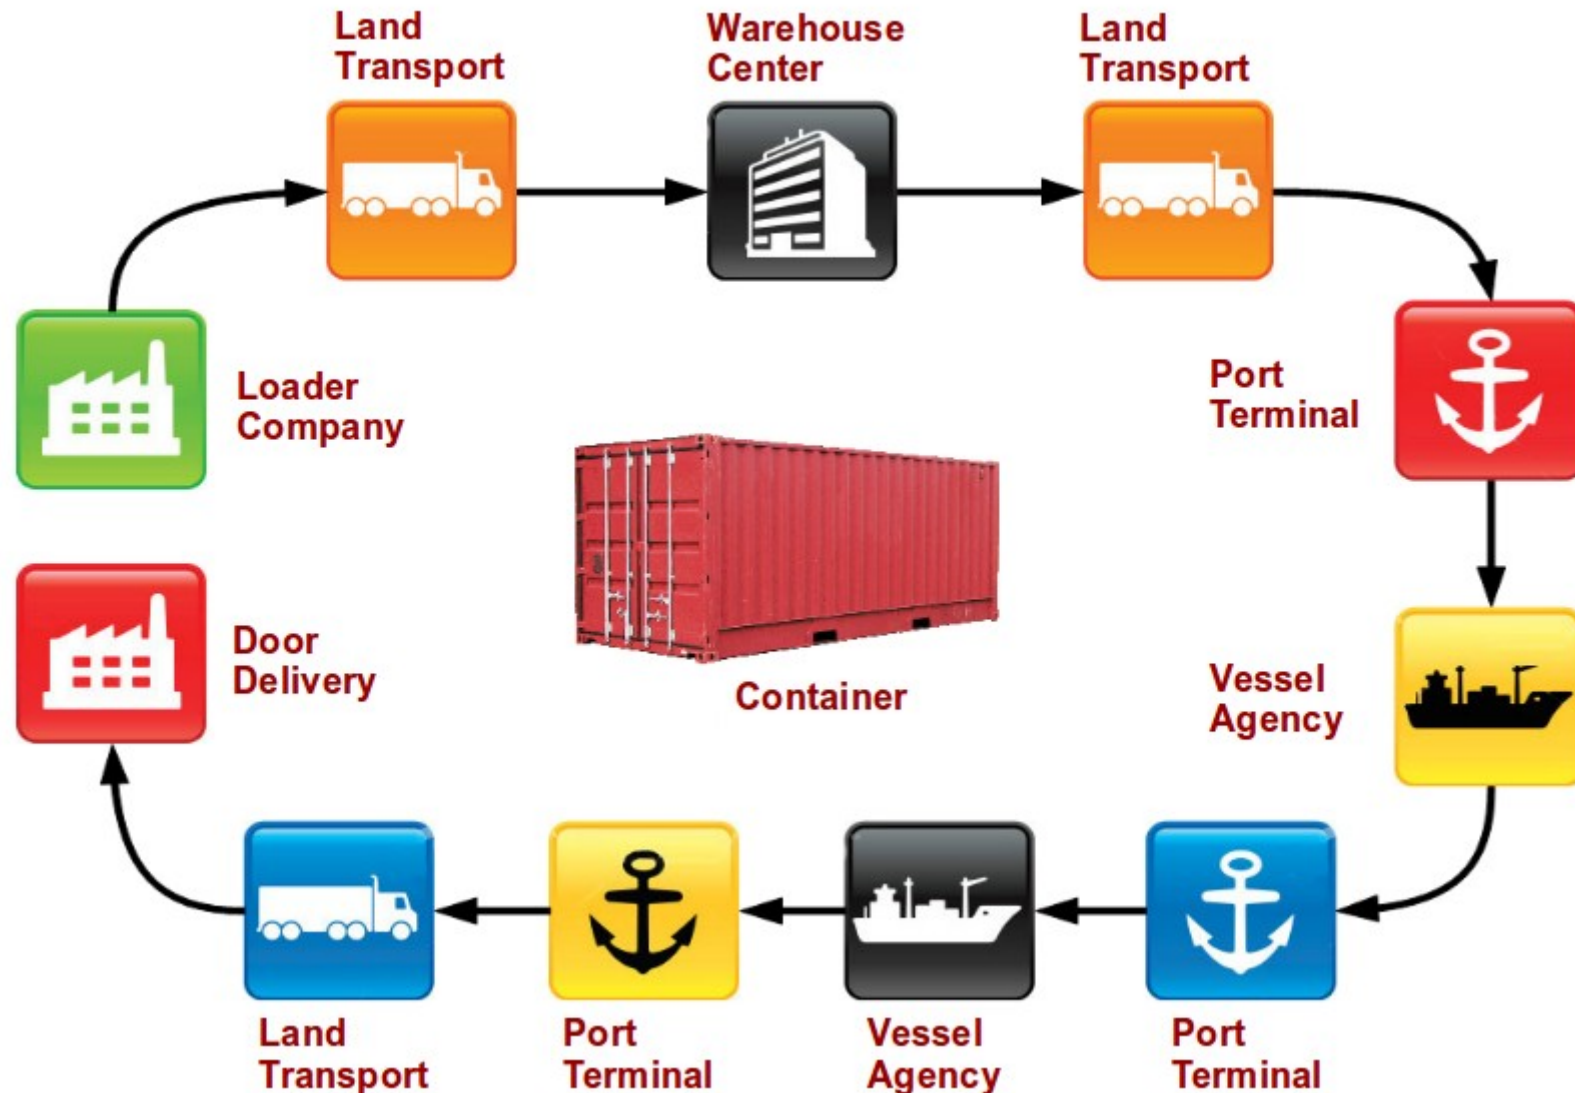 Land
Transport
Warehouse
Center
Land
Transport
Loader
Company
Port
Terminal
Door
Delivery
Container
Vessel
Agency
Land
Transport
Port
Terminal
Vessel
Agency
Port
Terminal